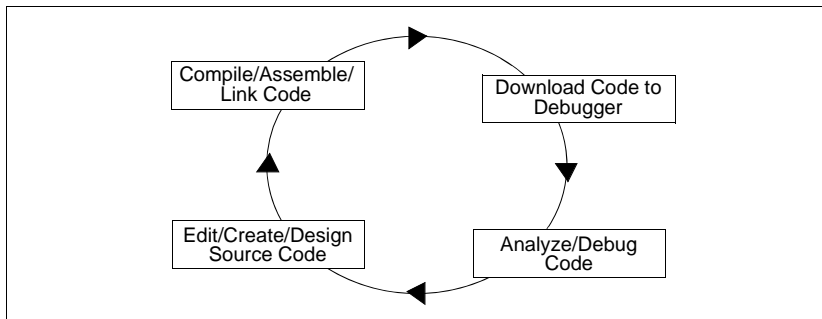 Compile/Assemble/
Link Code
Download Code to
Debugger
Edit/Create/Design
Source Code
Analyze/Debug
Code